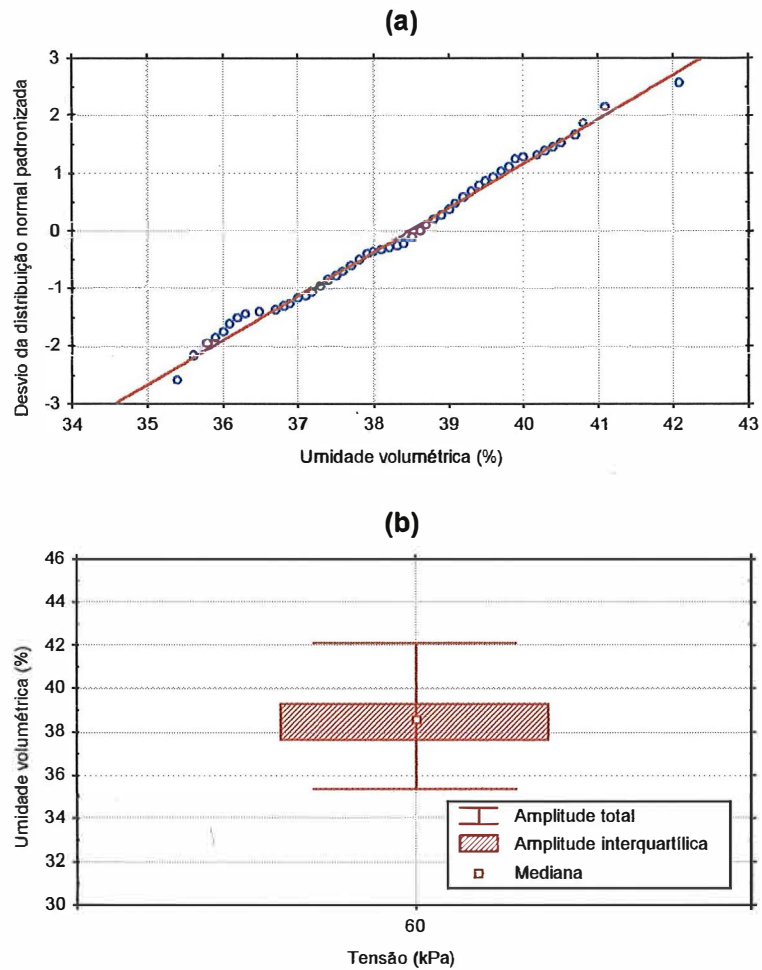 (a)
3
2
1
0
-1
-2
-3
Desvio da distribuição normal padronizada
34 35 36 37 38 39 40 41 42 43
Umidade volumétrica (%)
(b)
46
44
42
40
39
38
36
35
34
32
30
Umidade volumétrica (%)
Amplitude total
Amplitude interquartílica
Mediana
60
Tensão (kPa)